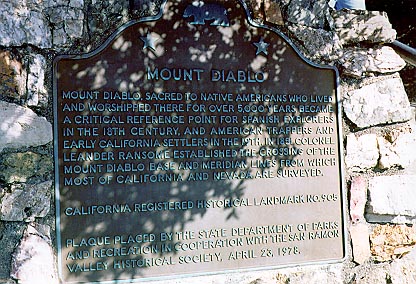 MOUNT DIABLO
MOUNT DIABLO, SACRED TO NATIVE AMERICANS WHO LIVED
AND WORSHIPPED THERE FOR OVER 5,000 YEARS, BECAME
A CRITICAL REFERENCE POINT FOR SPANISH EXPLORERS
IN THE 18TH CENTURY, AND AMERICAN TRAPPERS AND
EARLY CALIFORNIA SETTLERS IN THE 19TH. IN 1851 COLONEL
LEANDER RANSOME ESTABLISHED THE CROSSING OF THE
MOUNT DIABLO BASE AND MERIDIAN LINES FROM WHICH
MOST OF CALIFORNIA AND NEVADA ARE SURVEYED.
CALIFORNIA REGISTERED HISTORICAL LANDMARK NO. 905
PLAQUE PLACED BY THE STATE DEPARTMENT OF PARKS
AND RECREATION IN COOPERATION WITH THE SAN RAMON
VALLEY HISTORICAL SOCIETY, APRIL 23, 1978.